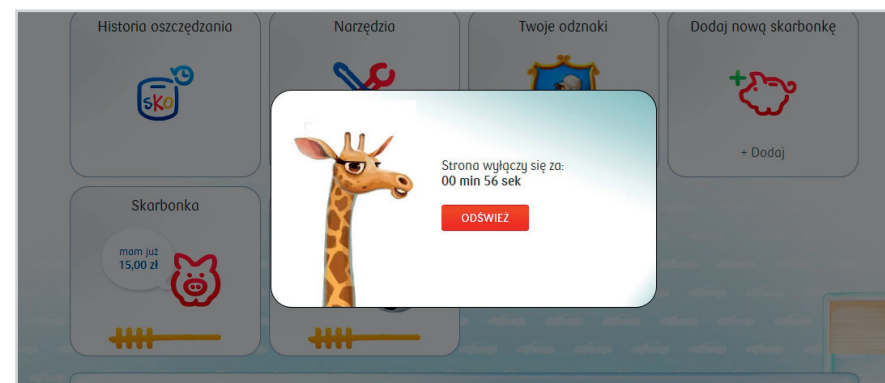 Historia oszczędzania
Narzędzia
Twoje odznaki
Dodaj nową skarbonkę
SKO
+ Dodaj
Strona wyłączy się za:
00 min 56 sek
ODŚWIEŻ
Skarbonka
mam już
15,00 zł